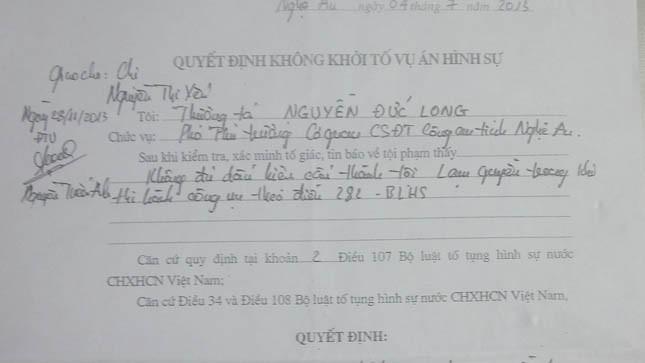 Nghệ An ngày 04 tháng 7 năm 2013
QUYẾT ĐỊNH KHÔNG KHỞI TỐ VỤ ÁN HÌNH SỰ
Giao cho: Chị
Nguyễn Thị Yến
Ngày 28/11/2013
Tôi: Thượng tá NGUYỄN ĐỨC LONG
ĐTV
Chức vụ: Phó Thủ trưởng Cơ quan CSĐT Công an tỉnh Nghệ An.
Sau khi kiểm tra, xác minh tố giác, tin báo về tội phạm thấy
Không đủ dấu hiệu cấu thành tội Lạm quyền trong khi
Nguyễn Tuấn Anh
thi hành công vụ theo điều 282 - BLHS
Căn cứ quy định tại khoản 2 Điều 107 Bộ luật tố tụng hình sự nước
CHXHCN Việt Nam;
Căn cứ Điều 34 và Điều 108 Bộ luật tố tụng hình sự nước CHXHCN Việt Nam,
QUYẾT ĐỊNH: